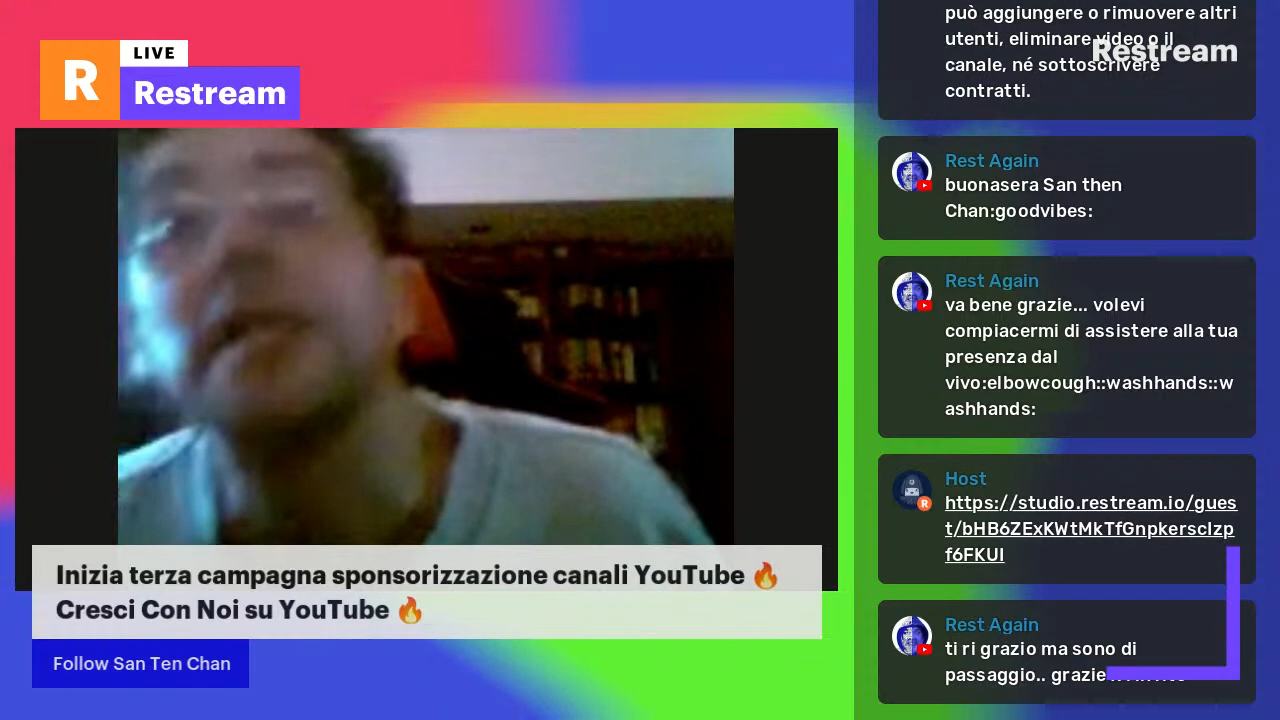 R
LIVE
Restream
Inizia terza campagna sponsorizzazione canali YouTube 🔥
Cresci Con Noi su YouTube 🔥
Follow San Ten Chan
Restream
può aggiungere o rimuovere altri
utenti, eliminare video o il
canale, né sottoscrivere
contratti.
Rest Again
buonasera San then
Chan:goodvibes:
Rest Again
va bene grazie... volevi
compiacermi di assistere alla tua
presenza dal
vivo:elbowcough::washhands::w
ashhands:
Host
https://studio.restream.io/gues
t/bHB6ZExKWtMkTfGnpkersclzp
f6FKUI
Rest Again
ti ri grazio ma sono di
passaggio.. grazie